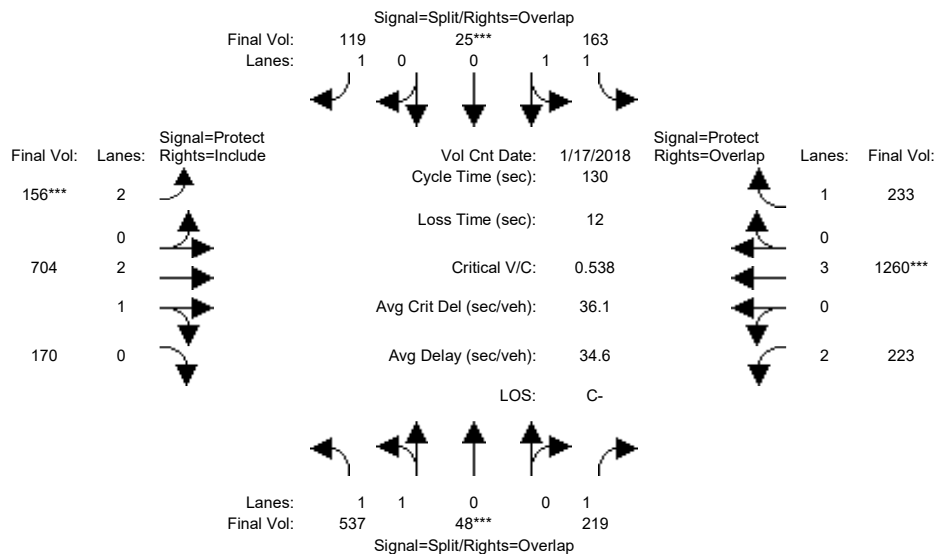 Signal=Split/Rights=Overlap
Final Vol: 119 25*** 163
Lanes: 1 0 0 1 1
Signal=Protect
Final Vol: Lanes: Rights=Include
Vol Cnt Date: 1/17/2018
Signal=Protect
Rights=Overlap Lanes: Final Vol:
Cycle Time (sec): 130
156*** 2
1 233
Loss Time (sec): 12
0
0
704 2
Critical V/C: 0.538
3 1260***
1
Avg Crit Del (sec/veh): 36.1
0
170 0
Avg Delay (sec/veh): 34.6
2 223
LOS: C-
Lanes: 1 1 0 0 1
Final Vol: 537 48*** 219
Signal=Split/Rights=Overlap